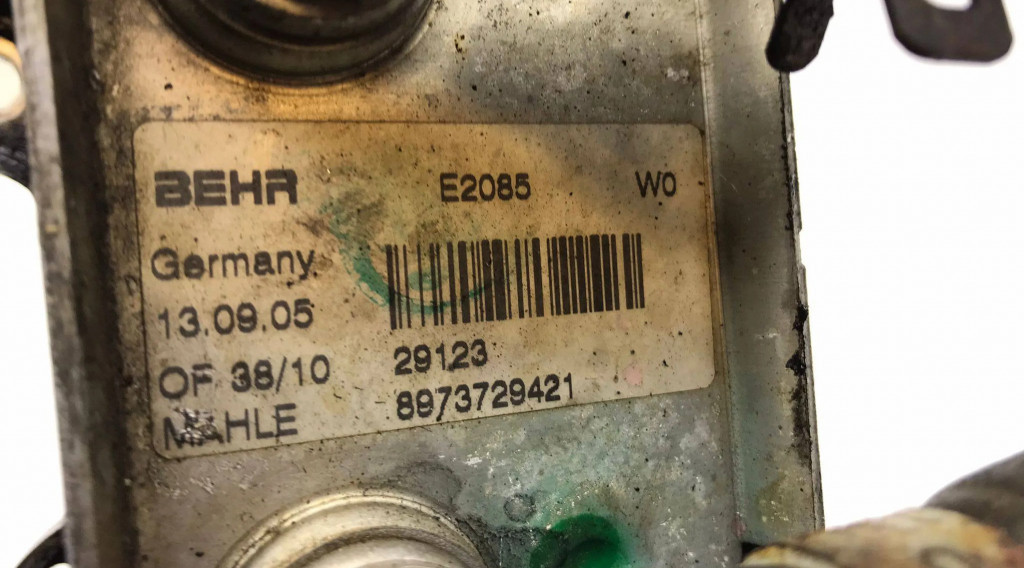 BEHR E2085 W0
Germany
13.09.05
OF 38/10 29123
MAHLE 8973729421